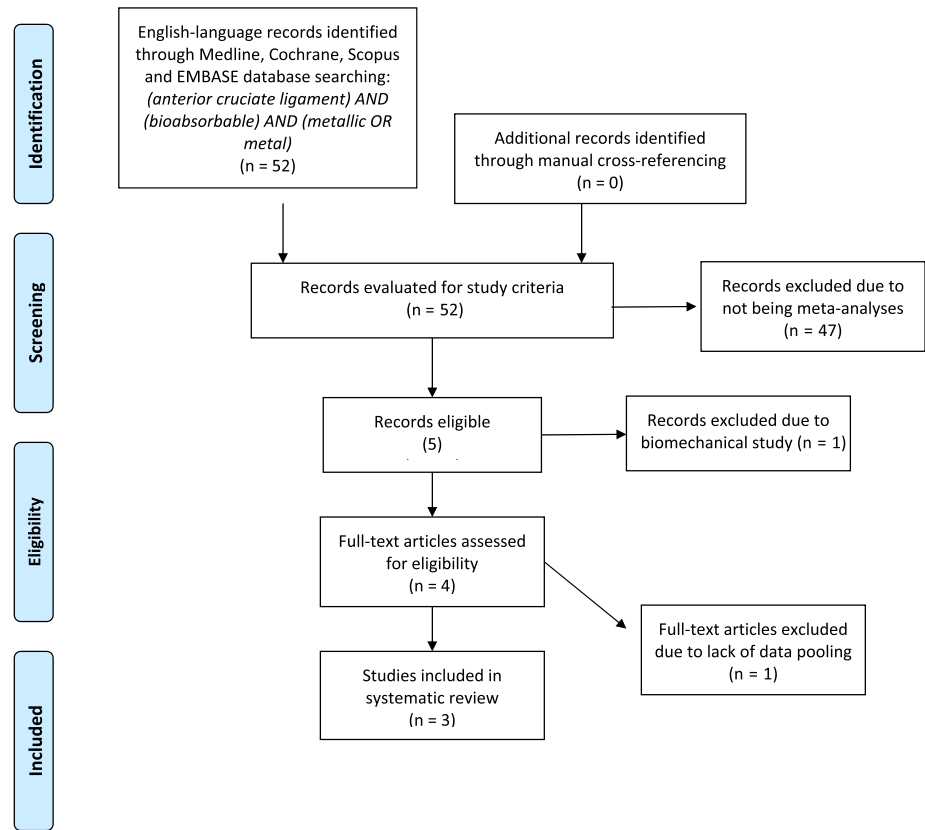 Identification
English-language records identified
through Medline, Cochrane, Scopus
and EMBASE database searching:
(anterior cruciate ligament) AND
(bioabsorbable) AND (metallic OR
metal)
(n = 52)
Additional records identified
through manual cross-referencing
(n = 0)
Screening
Records evaluated for study criteria
(n = 52)
Records excluded due to
not being meta-analyses
(n = 47)
Records eligible
(5)
Records excluded due to
biomechanical study (n = 1)
Eligibility
Full-text articles assessed
for eligibility
(n = 4)
Full-text articles excluded
due to lack of data pooling
(n = 1)
Included
Studies included in
systematic review
(n = 3)